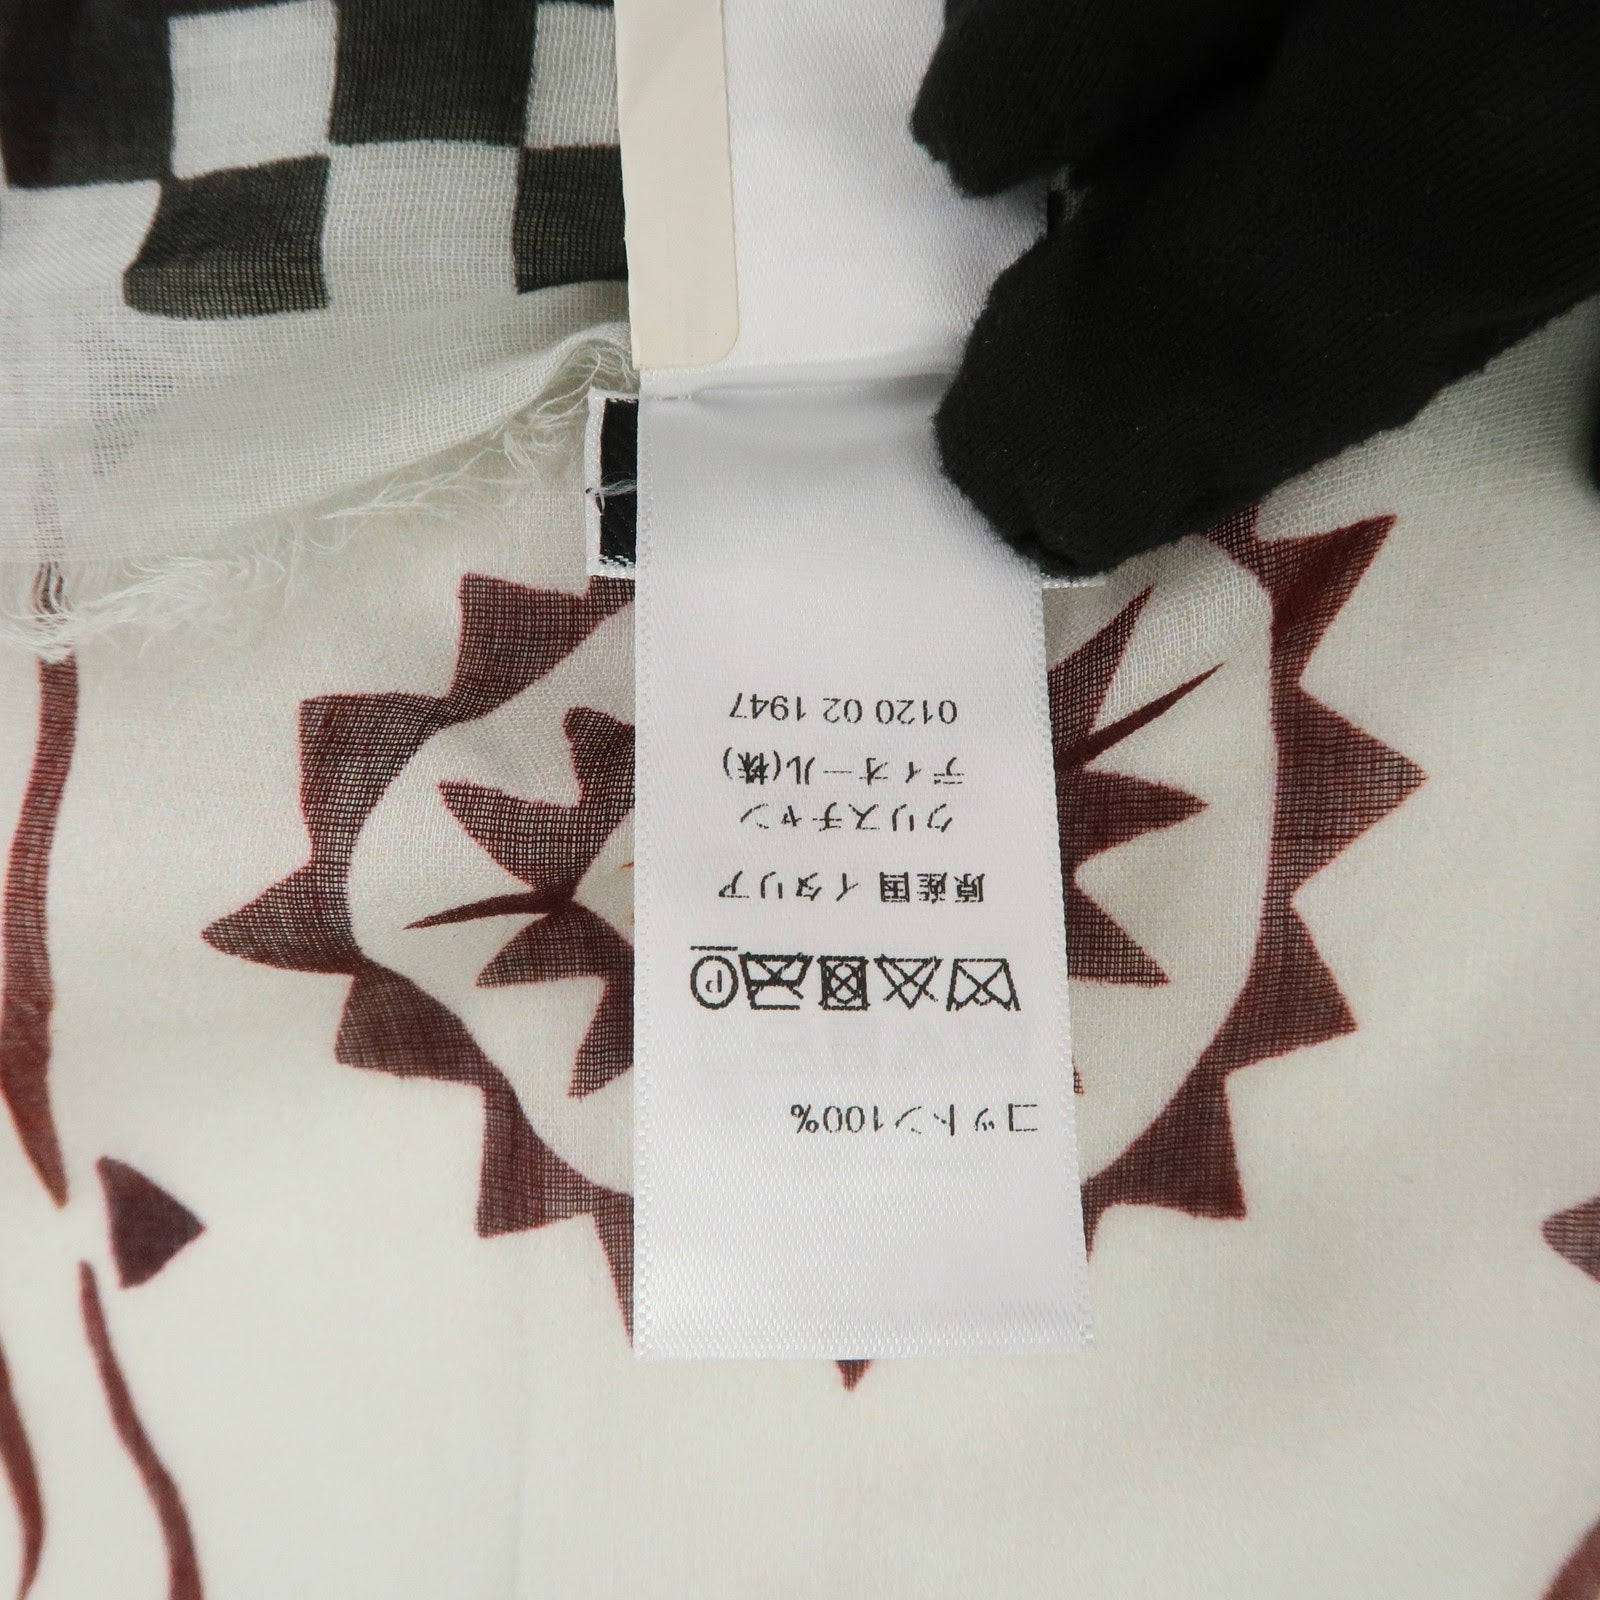 コットン100%
P
原産国 イタリア
クリスチャン
ディオール(株)
0120 02 1947